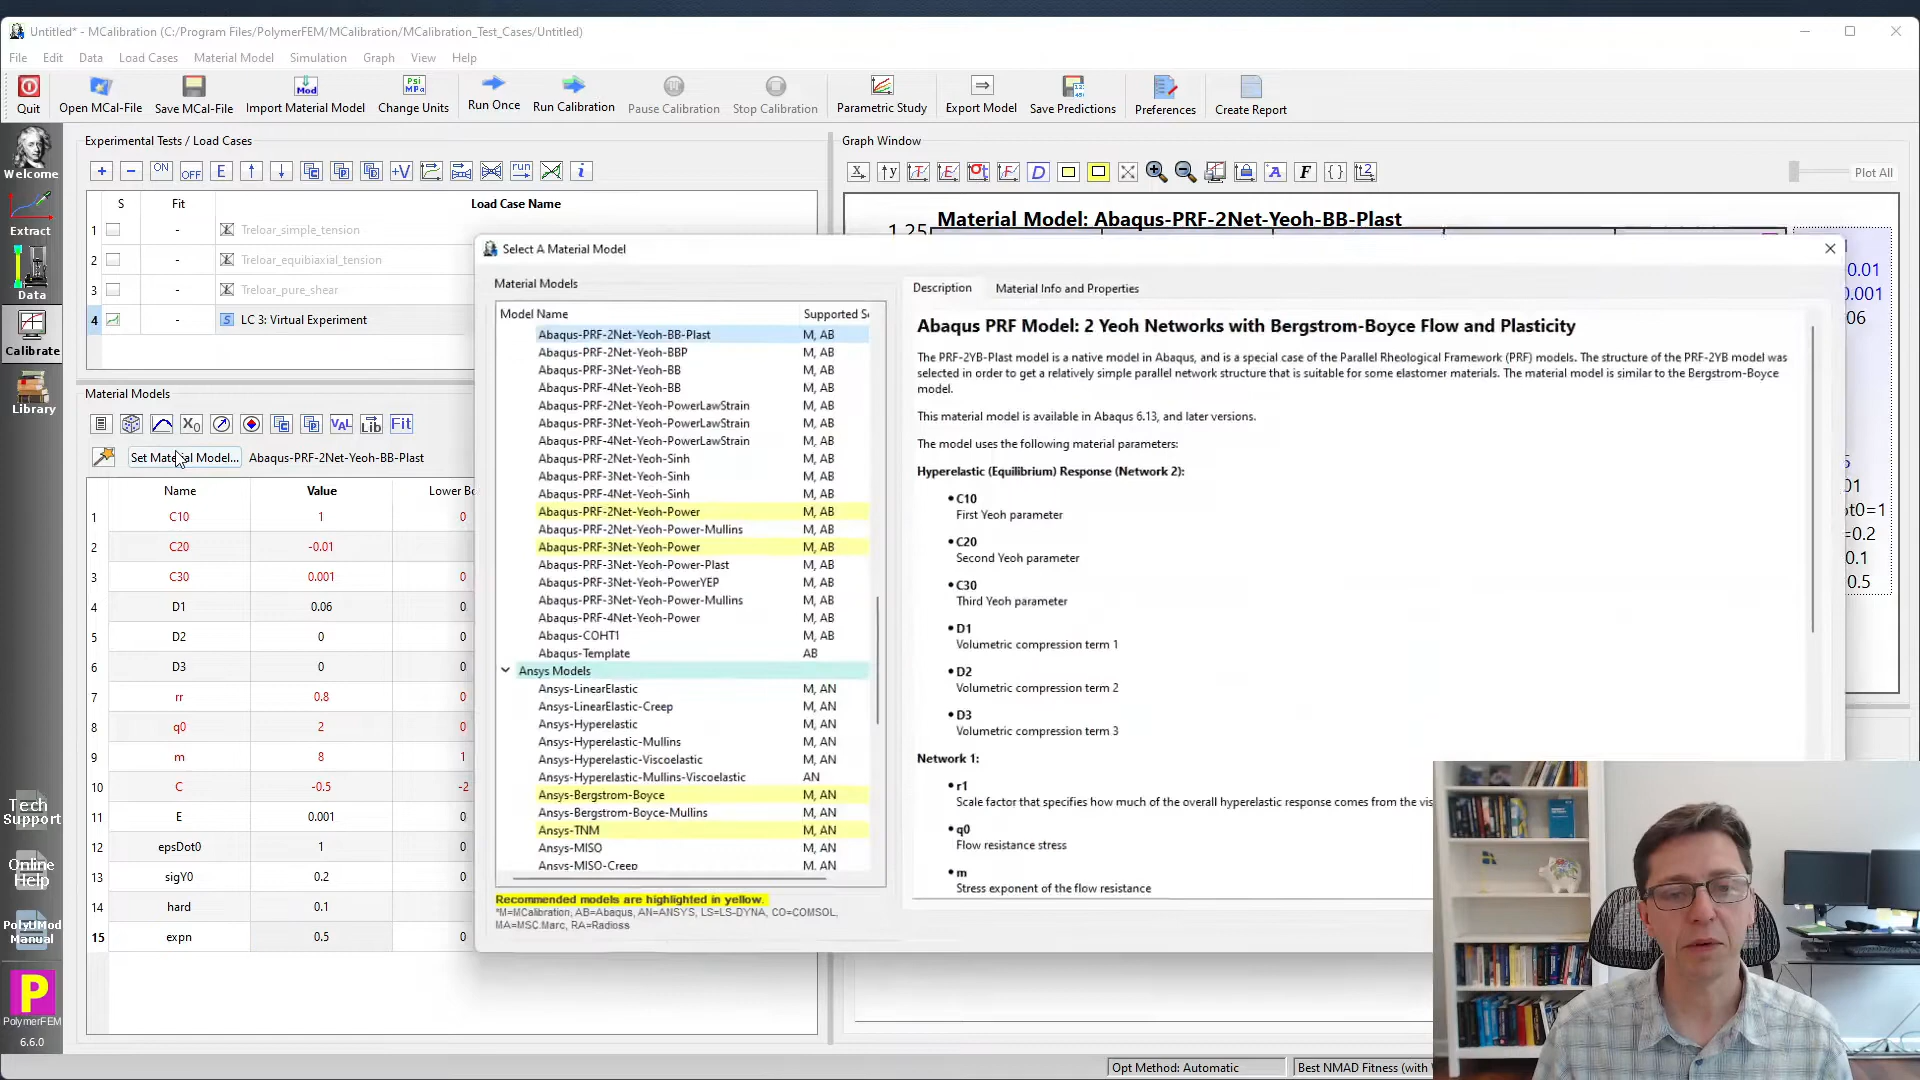 Untitled* - MCalibration (C:/Program Files/PolymerFEM/MCalibration/MCalibration_Test_Cases/Untitled)
File Edit Data Load Cases Material Model Simulation Graph View Help
Quit Open MCal-File Save MCal-File Import Material Model Change Units Run Once Run Calibration Pause Calibration Stop Calibration Parametric Study Export Model Save Predictions Preferences Create Report
Welcome
Extract
Data
Calibrate
Library
Tech Support
Online Help
PolyUMod Manual
PolymerFEM
6.6.0
Experimental Tests / Load Cases
S Fit Load Case Name
1 - Treloar_simple_tension
2 - Treloar_equibiaxial_tension
3 - Treloar_pure_shear
4 - LC 3: Virtual Experiment
Material Models
Set Material Model... Abaqus-PRF-2Net-Yeoh-BB-Plast
Name Value Lower Bo
1 C10 1 0
2 C20 -0.01
3 C30 0.001 0
4 D1 0.06 0
5 D2 0 0
6 D3 0 0
7 rr 0.8 0
8 q0 2 0
9 m 8 1
10 C -0.5 -2
11 E 0.001 0
12 epsDot0 1 0
13 sigY0 0.2 0
14 hard 0.1 0
15 expn 0.5 0
Graph Window
Plot All
Material Model: Abaqus-PRF-2Net-Yeoh-BB-Plast
1.25
Select A Material Model
Material Models
Model Name Supported S
Abaqus-PRF-2Net-Yeoh-BB-Plast M, AB
Abaqus-PRF-2Net-Yeoh-BBP M, AB
Abaqus-PRF-3Net-Yeoh-BB M, AB
Abaqus-PRF-4Net-Yeoh-BB M, AB
Abaqus-PRF-2Net-Yeoh-PowerLawStrain M, AB
Abaqus-PRF-3Net-Yeoh-PowerLawStrain M, AB
Abaqus-PRF-4Net-Yeoh-PowerLawStrain M, AB
Abaqus-PRF-2Net-Yeoh-Sinh M, AB
Abaqus-PRF-3Net-Yeoh-Sinh M, AB
Abaqus-PRF-4Net-Yeoh-Sinh M, AB
Abaqus-PRF-2Net-Yeoh-Power M, AB
Abaqus-PRF-2Net-Yeoh-Power-Mullins M, AB
Abaqus-PRF-3Net-Yeoh-Power M, AB
Abaqus-PRF-3Net-Yeoh-Power-Plast M, AB
Abaqus-PRF-3Net-Yeoh-PowerYEP M, AB
Abaqus-PRF-3Net-Yeoh-Power-Mullins M, AB
Abaqus-PRF-4Net-Yeoh-Power M, AB
Abaqus-COHT1 M, AB
Abaqus-Template AB
Ansys Models
Ansys-LinearElastic M, AN
Ansys-LinearElastic-Creep M, AN
Ansys-Hyperelastic M, AN
Ansys-Hyperelastic-Mullins M, AN
Ansys-Hyperelastic-Viscoelastic M, AN
Ansys-Hyperelastic-Mullins-Viscoelastic AN
Ansys-Bergstrom-Boyce M, AN
Ansys-Bergstrom-Boyce-Mullins M, AN
Ansys-TNM M, AN
Ansys-MISO M, AN
Ansys-MISO-Creep M, AN
Recommended models are highlighted in yellow.
*M=MCalibration, AB=Abaqus, AN=ANSYS, LS=LS-DYNA, CO=COMSOL,
MA=MSC.Marc, RA=Radioss
Description Material Info and Properties
Abaqus PRF Model: 2 Yeoh Networks with Bergstrom-Boyce Flow and Plasticity
The PRF-2YB-Plast model is a native model in Abaqus, and is a special case of the Parallel Rheological Framework (PRF) models. The structure of the PRF-2YB model was
selected in order to get a relatively simple parallel network structure that is suitable for some elastomer materials. The material model is similar to the Bergstrom-Boyce
model.
This material model is available in Abaqus 6.13, and later versions.
The model uses the following material parameters:
Hyperelastic (Equilibrium) Response (Network 2):
• C10
First Yeoh parameter
• C20
Second Yeoh parameter
• C30
Third Yeoh parameter
• D1
Volumetric compression term 1
• D2
Volumetric compression term 2
• D3
Volumetric compression term 3
Network 1:
• r1
Scale factor that specifies how much of the overall hyperelastic response comes from the vis
• q0
Flow resistance stress
• m
Stress exponent of the flow resistance
0.01
0.001
06
5
01
ot0=1
=0.2
0.1
0.5
Opt Method: Automatic
Best NMAD Fitness (with